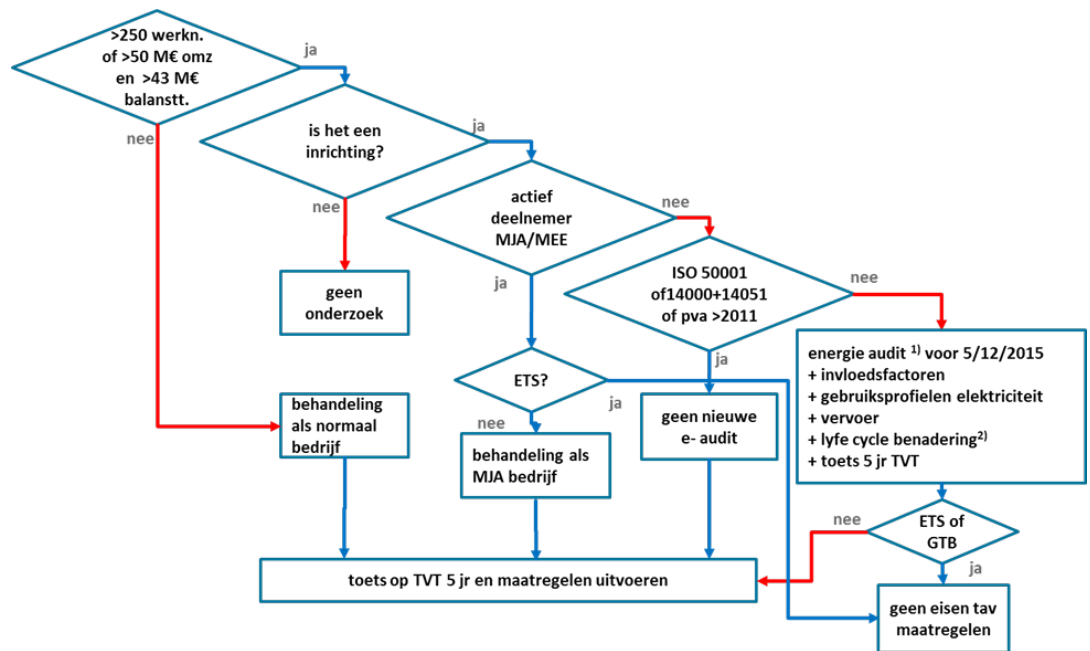 >250 werkn.
of >50 M€ omz
en >43 M€
balanstt.
ja
nee
is het een
inrichting?
ja
nee
geen
onderzoek
actief
deelnemer
MJA/MEE
nee
ja
ISO 50001
of14000+14051
of pva >2011
nee
ja
energie audit 1) voor 5/12/2015
+ invloedsfactoren
+ gebruiksprofielen elektriciteit
+ vervoer
+ lyfe cycle benadering2)
+ toets 5 jr TVT
ETS?
ja
nee
behandeling
als normaal
bedrijf
behandeling als
MJA bedrijf
geen nieuwe
e- audit
ETS of
GTB
nee
ja
toets op TVT 5 jr en maatregelen uitvoeren
geen eisen tav
maatregelen